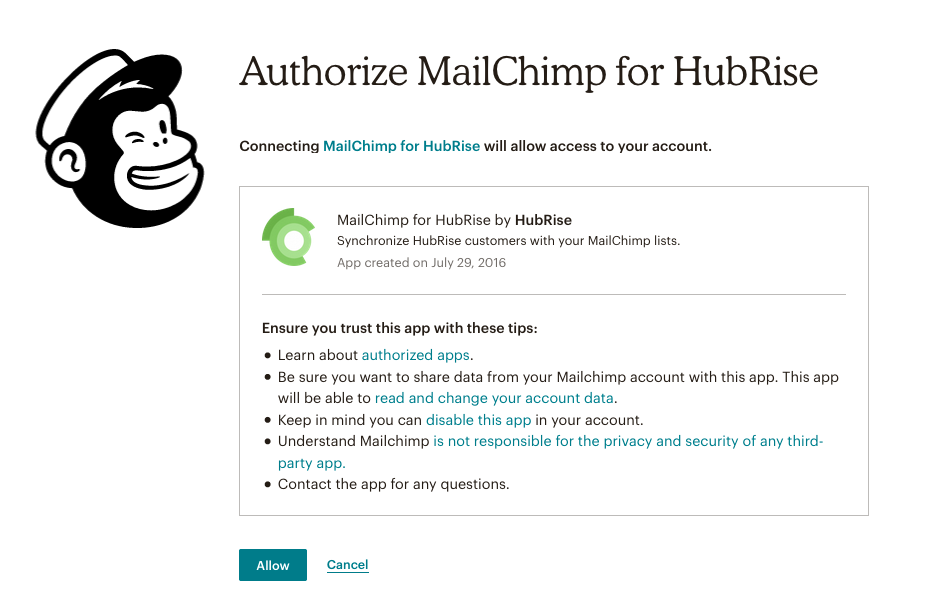 Authorize MailChimp for HubRise
Connecting MailChimp for HubRise will allow access to your account.
MailChimp for HubRise by HubRise
Synchronize HubRise customers with your MailChimp lists.
App created on July 29, 2016
Ensure you trust this app with these tips:
• Learn about authorized apps.
• Be sure you want to share data from your Mailchimp account with this app. This app
will be able to read and change your account data.
• Keep in mind you can disable this app in your account.
• Understand Mailchimp is not responsible for the privacy and security of any third-
party app.
• Contact the app for any questions.
Allow Cancel